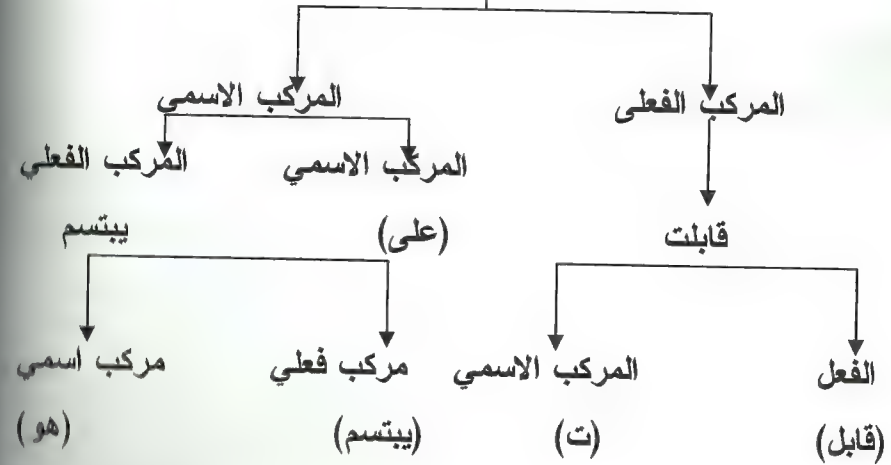 المركب الفعلى المركب الاسمي
المركب الاسمي المركب الفعلي
قابلت (على) يبتسم
الفعل المركب الاسمي مركب فعلي مركب اسمي
(قابل) (ت) (يبتسم) (هو)